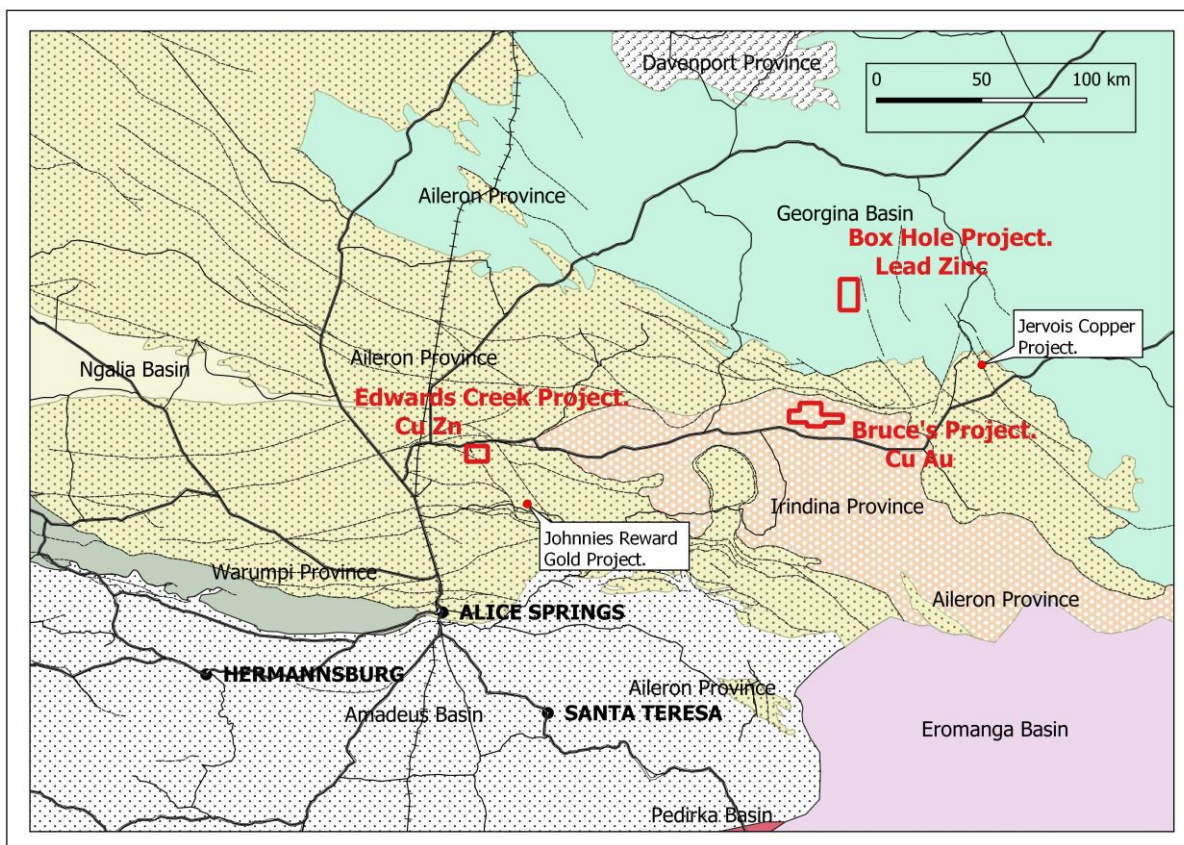 Davenport Province
0 50 100 km
Aileron Province
Georgina Basin
Box Hole Project.
Lead Zinc
Jervois Copper
Project.
Aileron Province
Ngalia Basin
Edwards Creek Project.
Cu Zn
Bruce's Project.
Cu Au
Irindina Province
Johnnies Reward
Gold Project.
Warumpi Province
Aileron Province
ALICE SPRINGS
HERMANNSBURG
Aileron Province
SANTA TERESA
Amadeus Basin
Eromanga Basin
Pedirka Basin